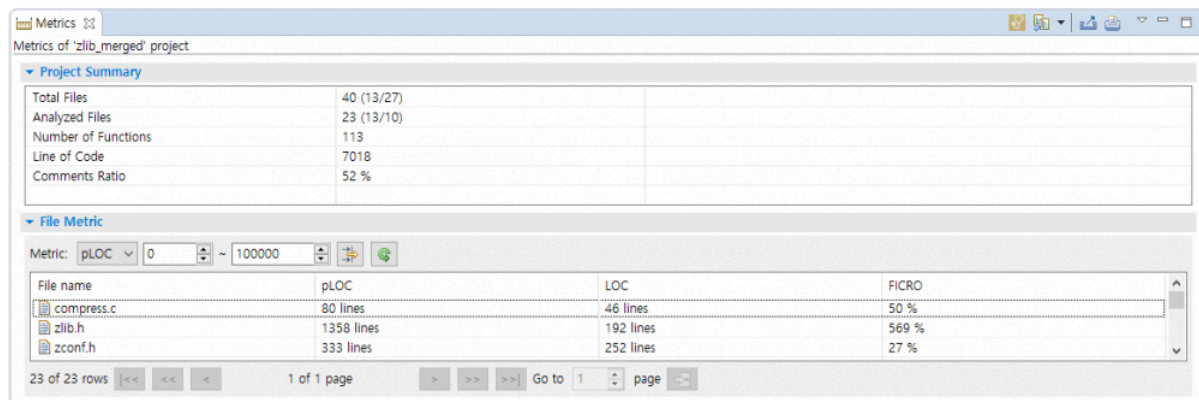 Metrics
Metrics of 'zlib_merged' project
Project Summary
Total Files 40 (13/27)
Analyzed Files 23 (13/10)
Number of Functions 113
Line of Code 7018
Comments Ratio 52 %
File Metric
Metric: pLOC 0 ~ 100000
File name pLOC LOC FICRO
compress.c 80 lines 46 lines 50 %
zlib.h 1358 lines 192 lines 569 %
zconf.h 333 lines 252 lines 27 %
23 of 23 rows |<< << < 1 of 1 page > >> >>| Go to 1 page